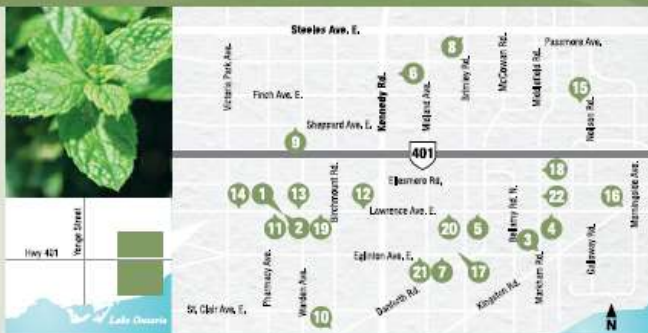 Steeles Ave. E.
Passmore Ave.
Victoria Park Ave.
Finch Ave. E.
Kennedy Rd.
Midland Ave.
Brimley Rd.
McCowan Rd.
Middlefield Rd.
Neilson Rd.
6
8
15
Sheppard Ave. E.
9
401
Birchmount Rd.
Ellesmere Rd.
18
14
1
13
12
22
16
Morningside Ave.
Lawrence Ave. E.
Bellamy Rd. N.
11
2
19
20
5
3
4
Hwy 401
Yonge Street
Pharmacy Ave.
Warden Ave.
Eglinton Ave. E.
21
7
17
Markham Rd.
Galloway Rd.
Danforth Rd.
Kingston Rd.
St. Clair Ave. E.
10
Lake Ontario
N